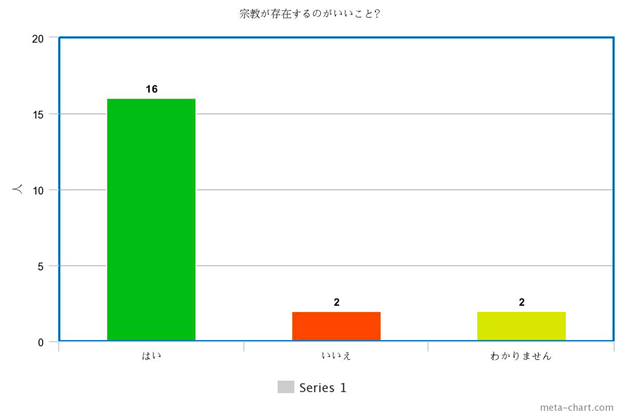 宗教が存在するのがいいこと?
20
16
15
人
10
5
2
2
0
はい
いいえ
わかりません
Series 1
meta-chart.com